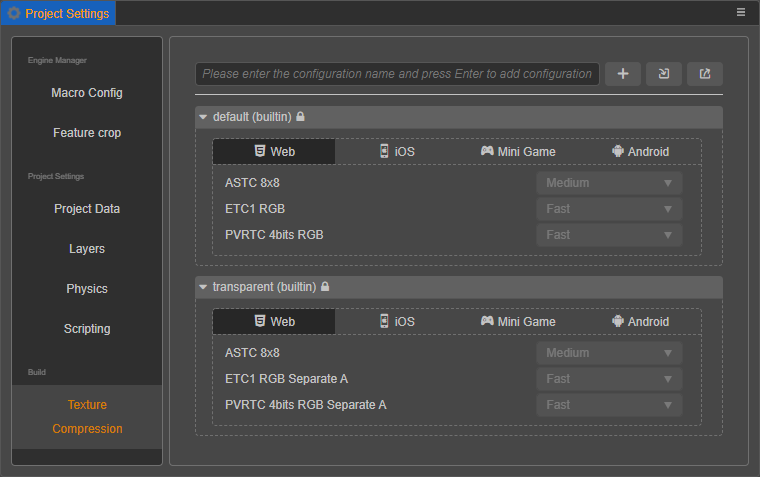 Project Settings
Engine Manager
Macro Config
Feature crop
Project Settings
Project Data
Layers
Physics
Scripting
Build
Texture
Compression
Please enter the configuration name and press Enter to add configuration
default (builtin)
Web iOS Mini Game Android
ASTC 8x8 Medium
ETC1 RGB Fast
PVRTC 4bits RGB Fast
transparent (builtin)
Web iOS Mini Game Android
ASTC 8x8 Medium
ETC1 RGB Separate A Fast
PVRTC 4bits RGB Separate A Fast